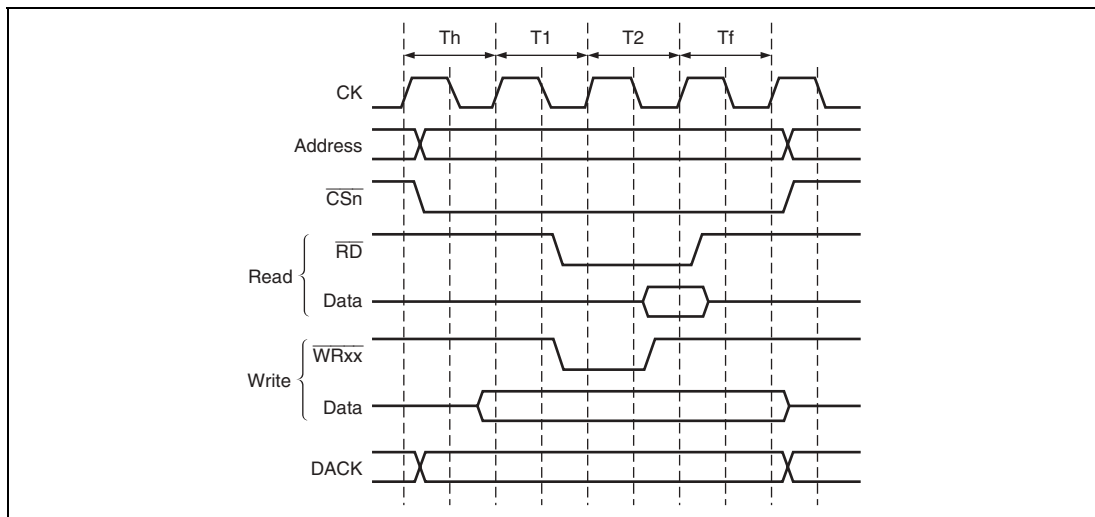 Th T1 T2 Tf
CK
Address
CSn
RD
Read
Data
WRxx
Write
Data
DACK